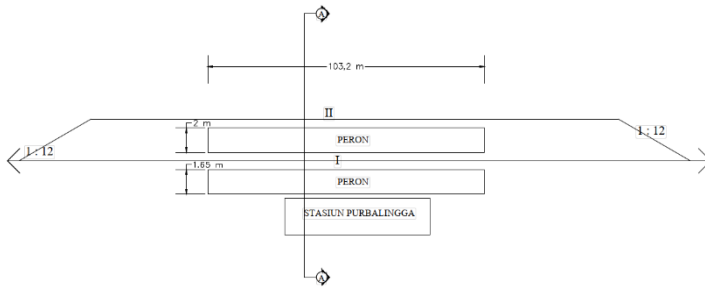 A
103,2 m
II
2 m
PERON
1 : 12
1 : 12
I
1.65 m
PERON
STASIUN PURBALINGGA
A